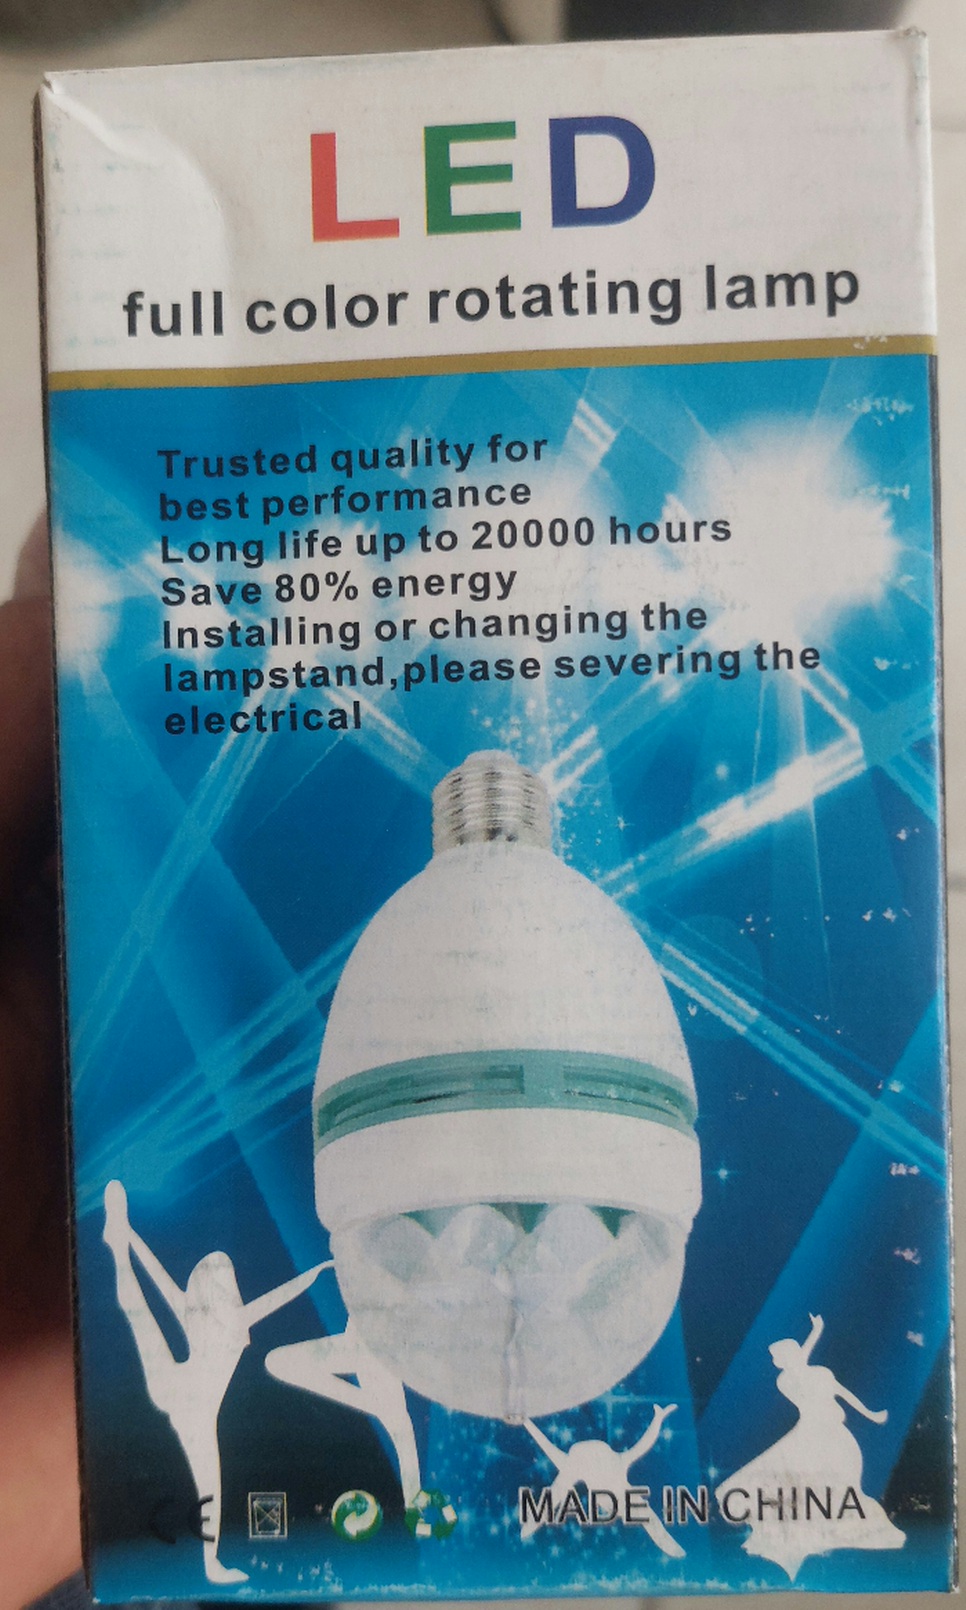 LED
full color rotating lamp
Trusted quality for
best performance
Long life up to 20000 hours
Save 80% energy
Installing or changing the
lampstand,please severing the
electrical
CE
MADE IN CHINA